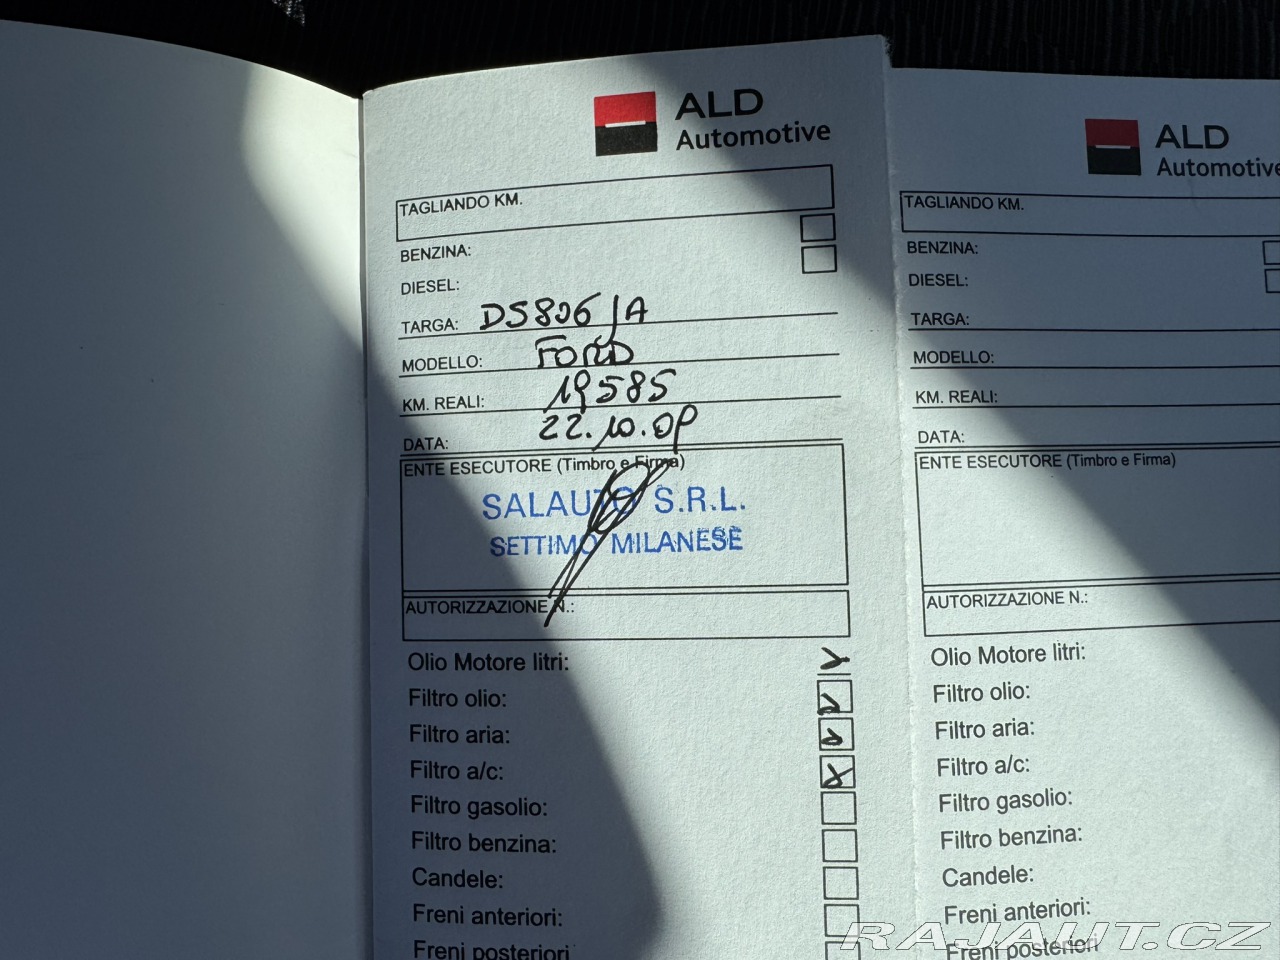 ALD
Automotive
TAGLIANDO KM.
BENZINA:
DIESEL:
TARGA: DS806JA
MODELLO: FORD
KM. REALI: 19585
DATA: 22.10.09
ENTE ESECUTORE (Timbro e Firma)
SALAUTO S.R.L.
SETTIMO MILANESE
AUTORIZZAZIONE N.:
Olio Motore litri:
Filtro olio:
Filtro aria:
Filtro a/c:
Filtro gasolio:
Filtro benzina:
Candele:
Freni anteriori:
Freni posteriori
ALD
Automotive
TAGLIANDO KM.
BENZINA:
DIESEL:
TARGA:
MODELLO:
KM. REALI:
DATA:
ENTE ESECUTORE (Timbro e Firma)
AUTORIZZAZIONE N.:
Olio Motore litri:
Filtro olio:
Filtro aria:
Filtro a/c:
Filtro gasolio:
Filtro benzina:
Candele:
Freni anteriori:
Freni posteriori
RAJAUT.CZ